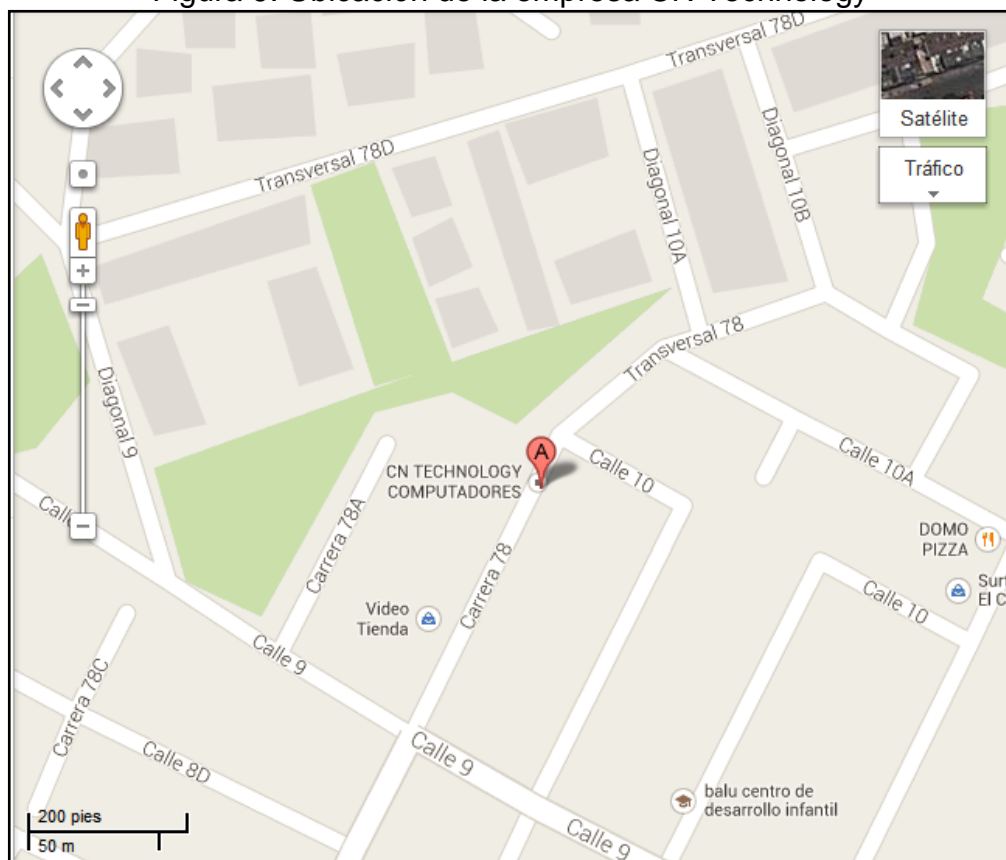 Transversal 78D
Satélite
Tráfico
Transversal 78D
Diagonal 10A
Diagonal 10B
Transversal 78
Diagonal 9
CN TECHNOLOGY
COMPUTADORES
A
Calle 10
Calle 10A
Calle
Carrera 78A
Carrera 78
DOMO
PIZZA
Video
Tienda
Calle 10
Calle 9
Carrera 78C
Calle 8D
Calle 9
balu centro de
desarrollo infantil
200 pies
50 m
Calle 9